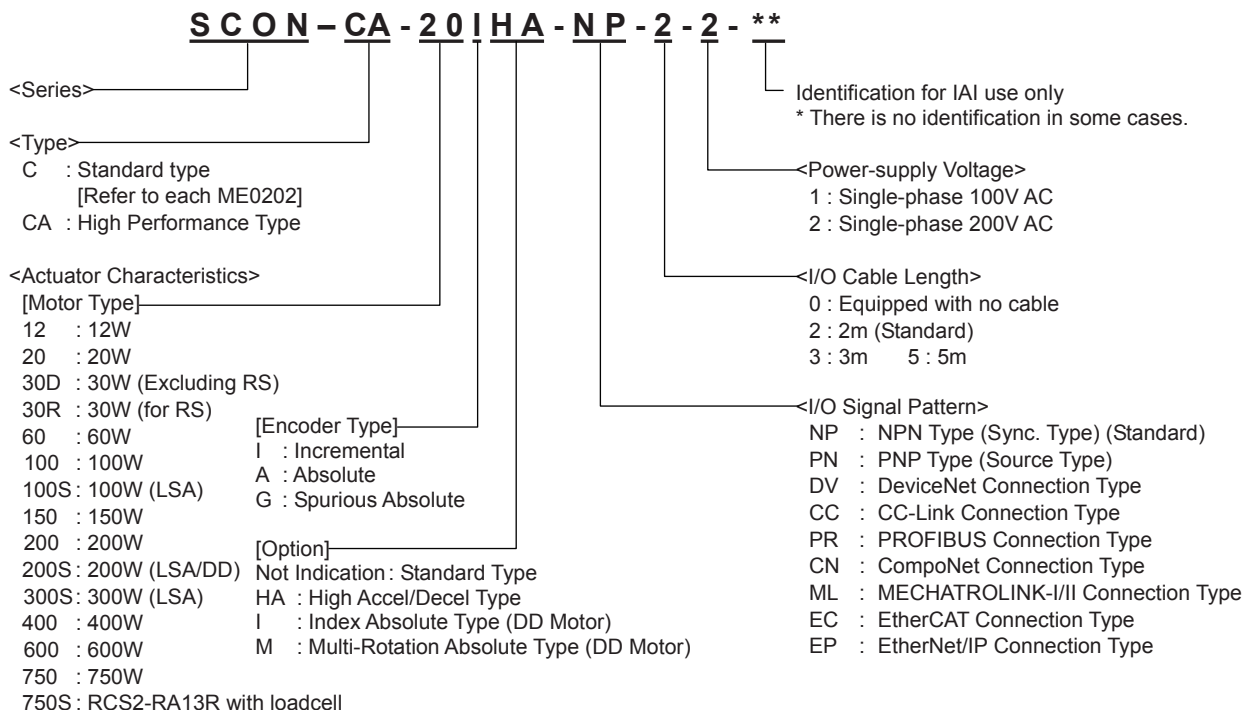 SCON–CA-20IHA-NP-2-2-**
<Series>
<Type>
C : Standard type
[Refer to each ME0202]
CA : High Performance Type
<Actuator Characteristics>
[Motor Type]
12 : 12W
20 : 20W
30D : 30W (Excluding RS)
30R : 30W (for RS)
60 : 60W
100 : 100W
100S : 100W (LSA)
150 : 150W
200 : 200W
200S : 200W (LSA/DD)
300S : 300W (LSA)
400 : 400W
600 : 600W
750 : 750W
750S : RCS2-RA13R with loadcell
[Encoder Type]
I : Incremental
A : Absolute
G : Spurious Absolute
[Option]
Not Indication : Standard Type
HA : High Accel/Decel Type
I : Index Absolute Type (DD Motor)
M : Multi-Rotation Absolute Type (DD Motor)
Identification for IAI use only
* There is no identification in some cases.
<Power-supply Voltage>
1 : Single-phase 100V AC
2 : Single-phase 200V AC
<I/O Cable Length>
0 : Equipped with no cable
2 : 2m (Standard)
3 : 3m 5 : 5m
<I/O Signal Pattern>
NP : NPN Type (Sync. Type) (Standard)
PN : PNP Type (Source Type)
DV : DeviceNet Connection Type
CC : CC-Link Connection Type
PR : PROFIBUS Connection Type
CN : CompoNet Connection Type
ML : MECHATROLINK-I/II Connection Type
EC : EtherCAT Connection Type
EP : EtherNet/IP Connection Type